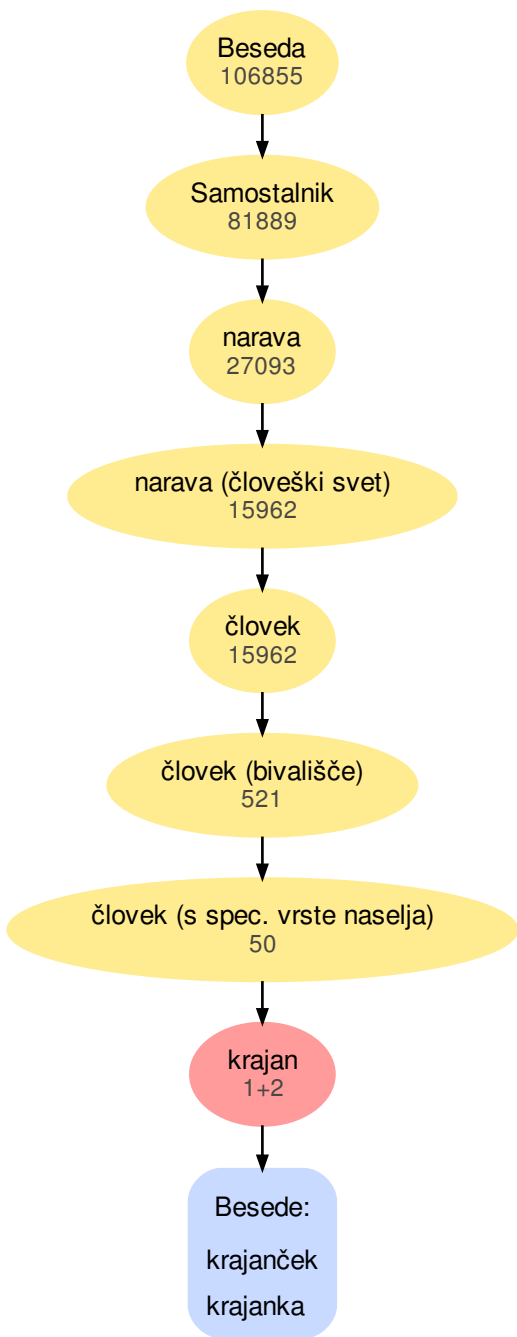 Beseda
106855
Samostalnik
81889
narava
27093
narava (človeški svet)
15962
človek
15962
človek (bivališče)
521
človek (s spec. vrste naselja)
50
krajan
1+2
Besede:
krajanček
krajanka